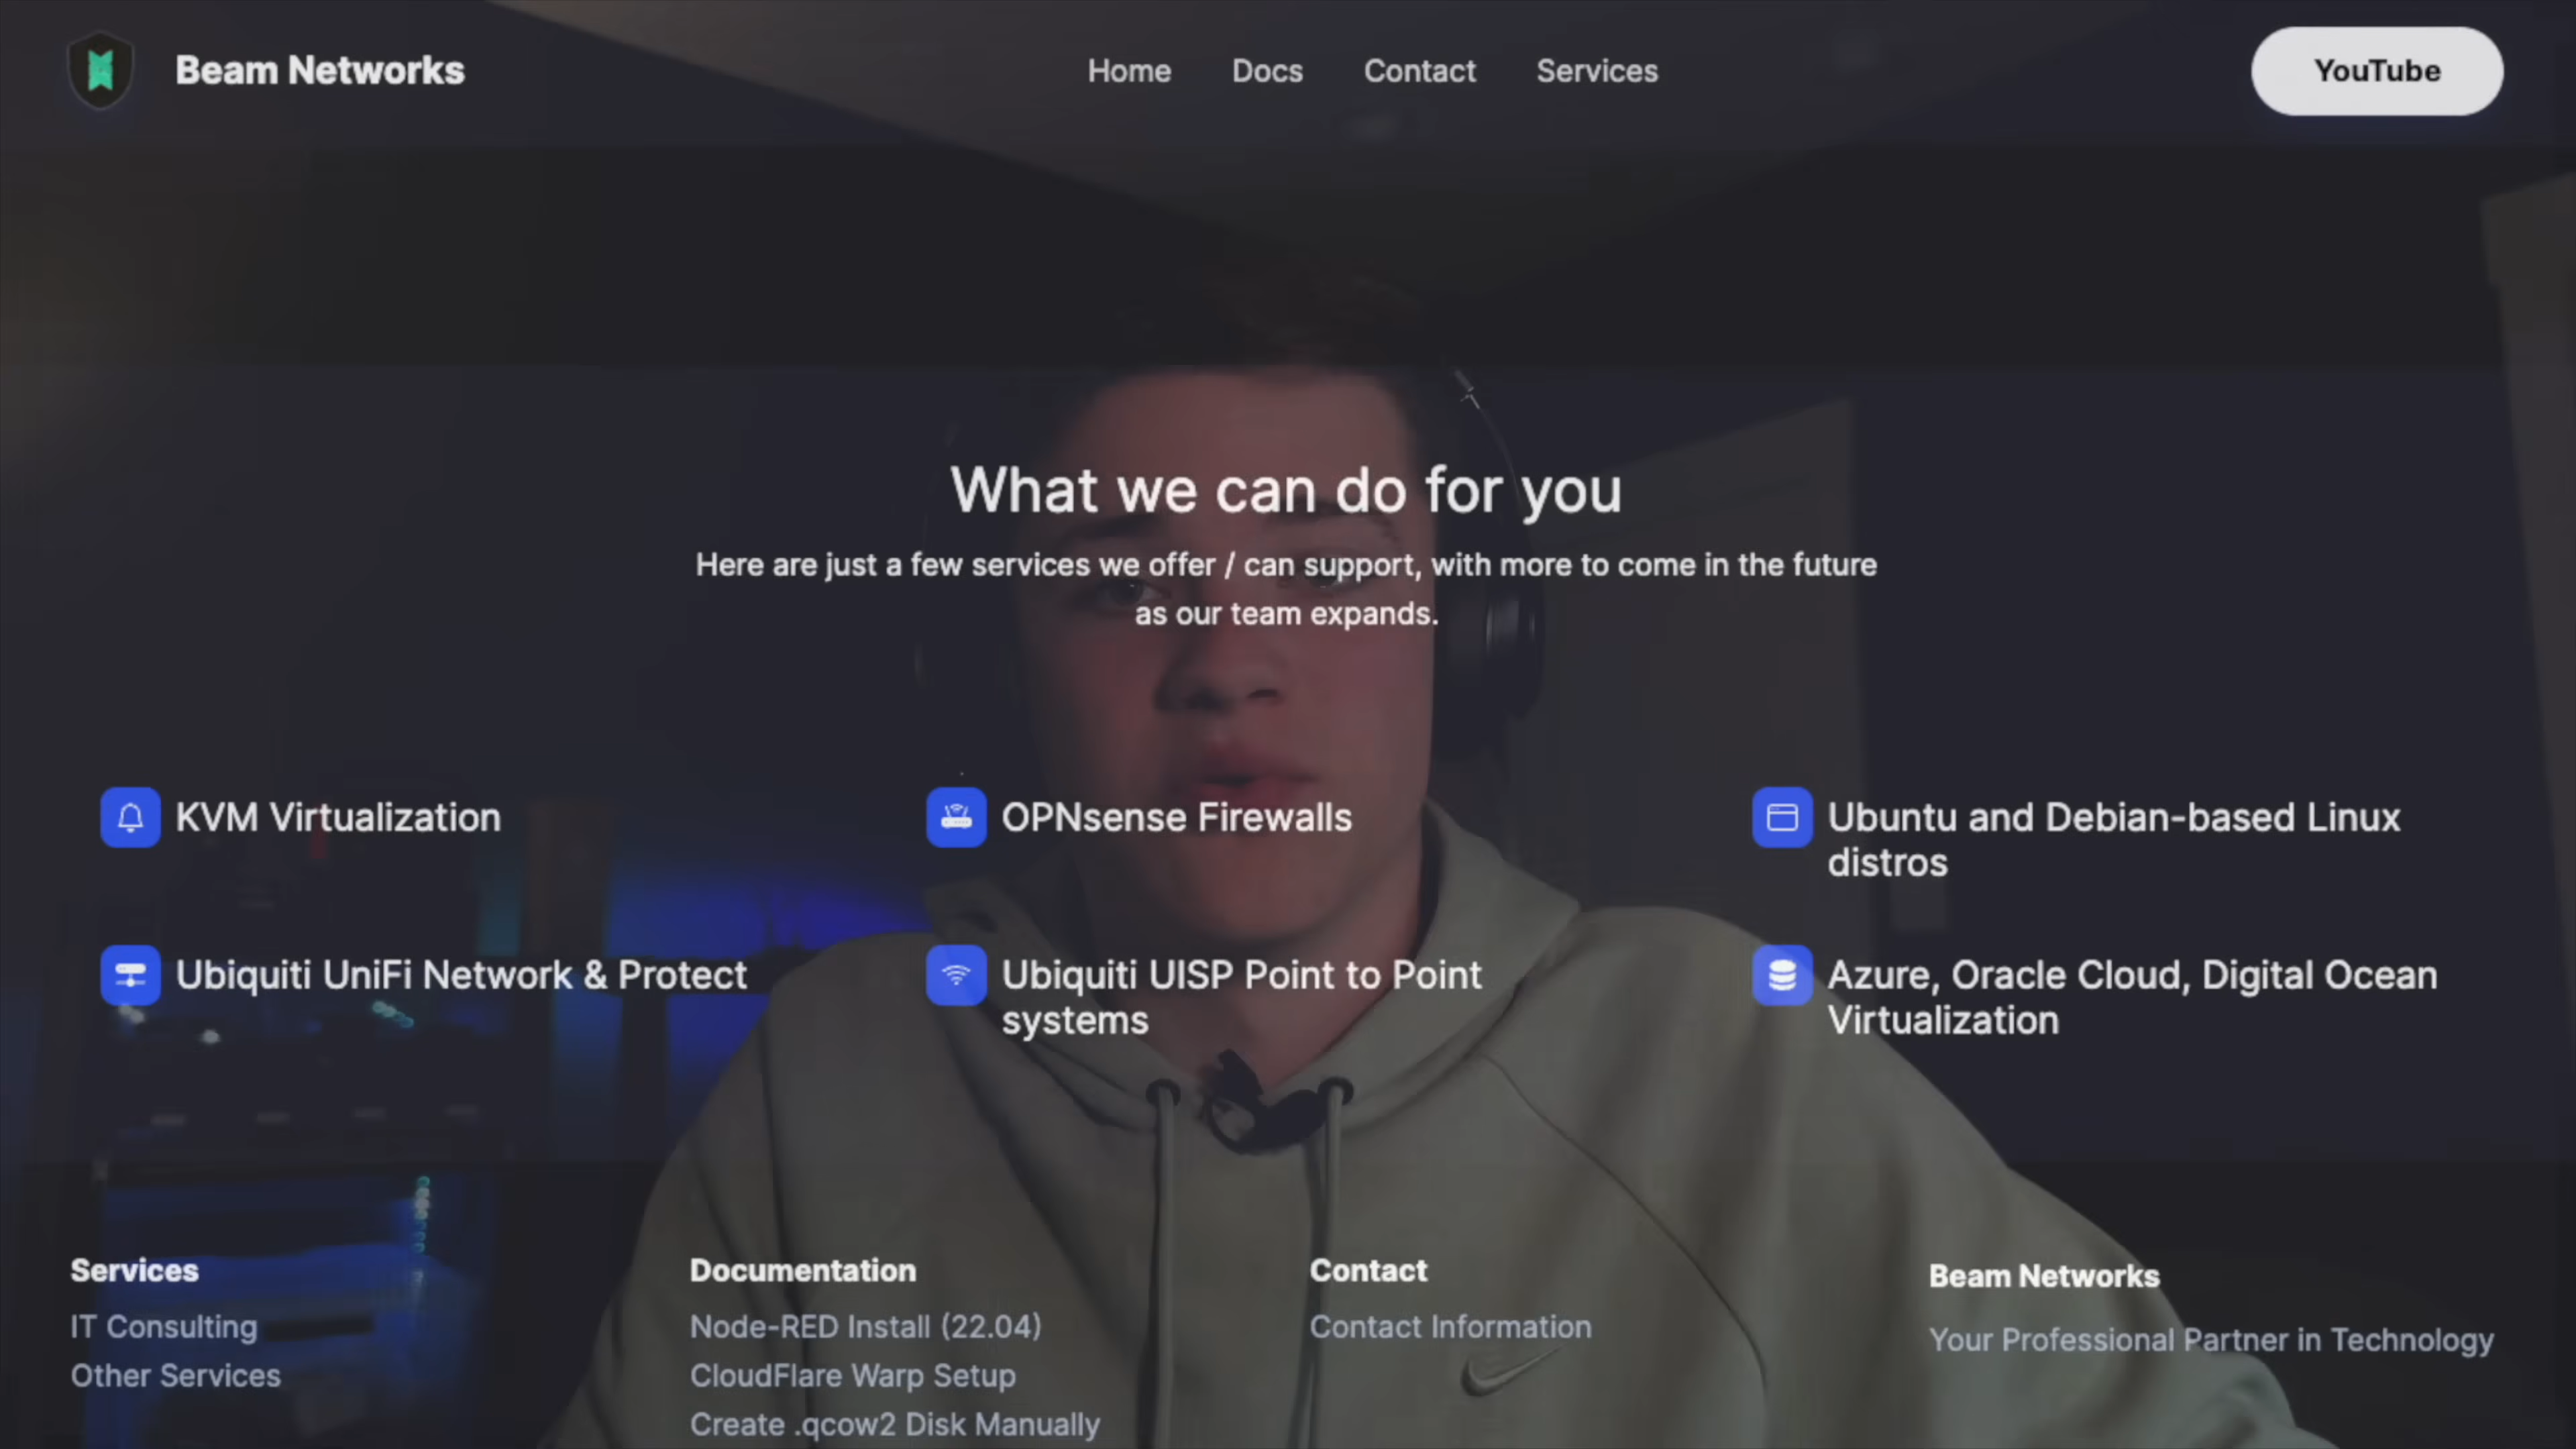 Beam Networks
Home
Docs
Contact
Services
YouTube
What we can do for you
Here are just a few services we offer / can support, with more to come in the future
as our team expands.
KVM Virtualization
OPNsense Firewalls
Ubuntu and Debian-based Linux
distros
Ubiquiti UniFi Network & Protect
Ubiquiti UISP Point to Point
systems
Azure, Oracle Cloud, Digital Ocean
Virtualization
Services
IT Consulting
Other Services
Documentation
Node-RED Install (22.04)
CloudFlare Warp Setup
Create .qcow2 Disk Manually
Contact
Contact Information
Beam Networks
Your Professional Partner in Technology